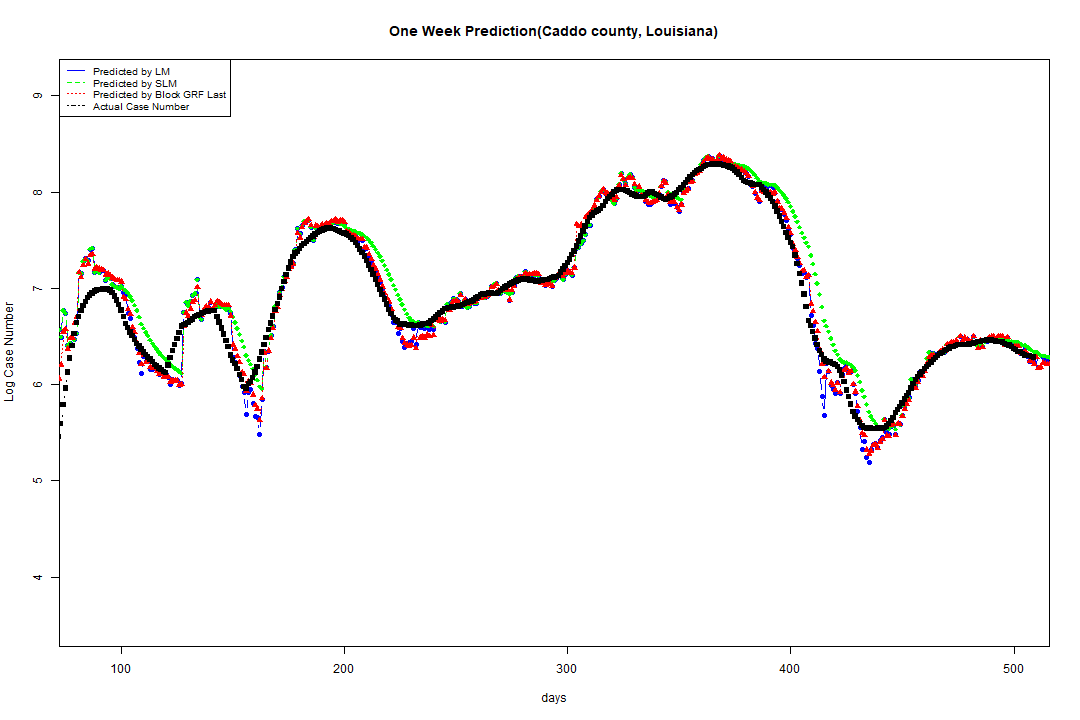 One Week Prediction(Caddo county, Louisiana)
Predicted by LM
Predicted by SLM
Predicted by Block GRF Last
Actual Case Number
Log Case Number
9
8
7
6
5
4
100 200 300 400 500
days